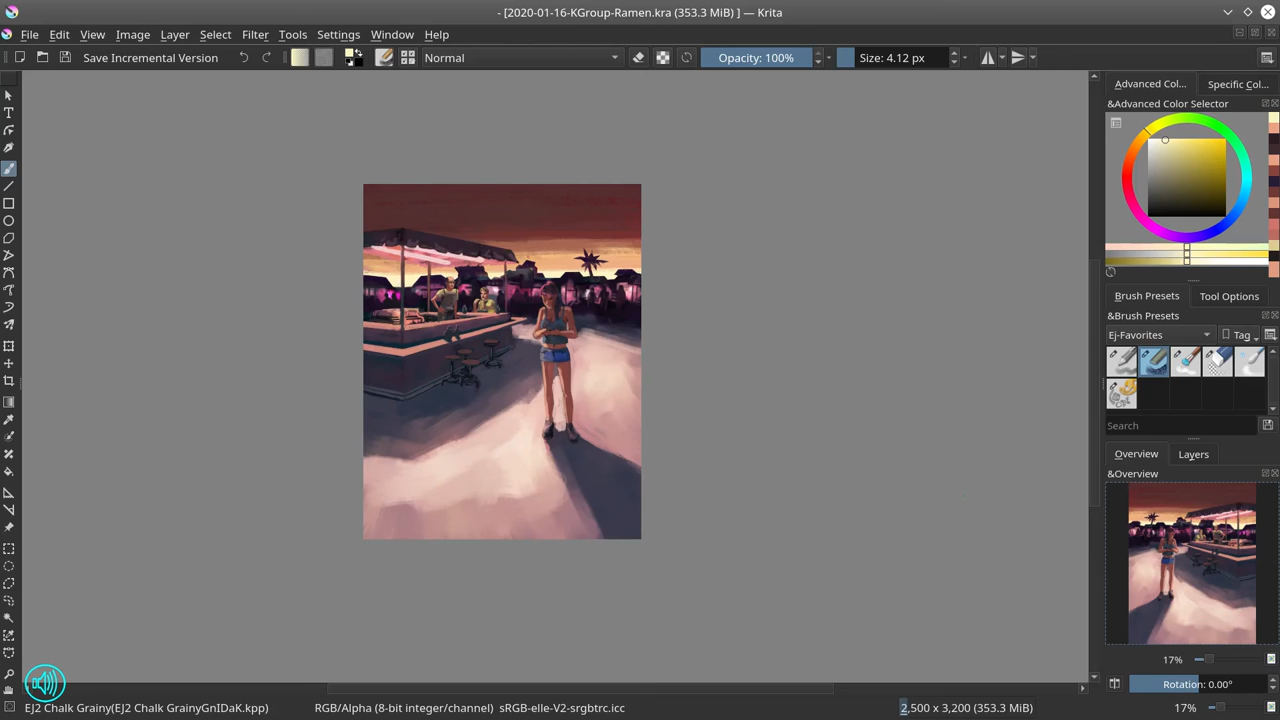 - [2020-01-16-KGroup-Ramen.kra (353.3 MiB) ] — Krita
File Edit View Image Layer Select Filter Tools Settings Window Help
Save Incremental Version
Normal
Opacity: 100%
Size: 4.12 px
Advanced Col...
Specific Col...
&Advanced Color Selector
Brush Presets
Tool Options
&Brush Presets
Ej-Favorites
Tag
Search
Overview
Layers
&Overview
17%
Rotation: 0.00°
EJ2 Chalk Grainy(EJ2 Chalk GrainyGnIDaK.kpp)
RGB/Alpha (8-bit integer/channel) sRGB-elle-V2-srgbtrc.icc
2,500 x 3,200 (353.3 MiB)
17%